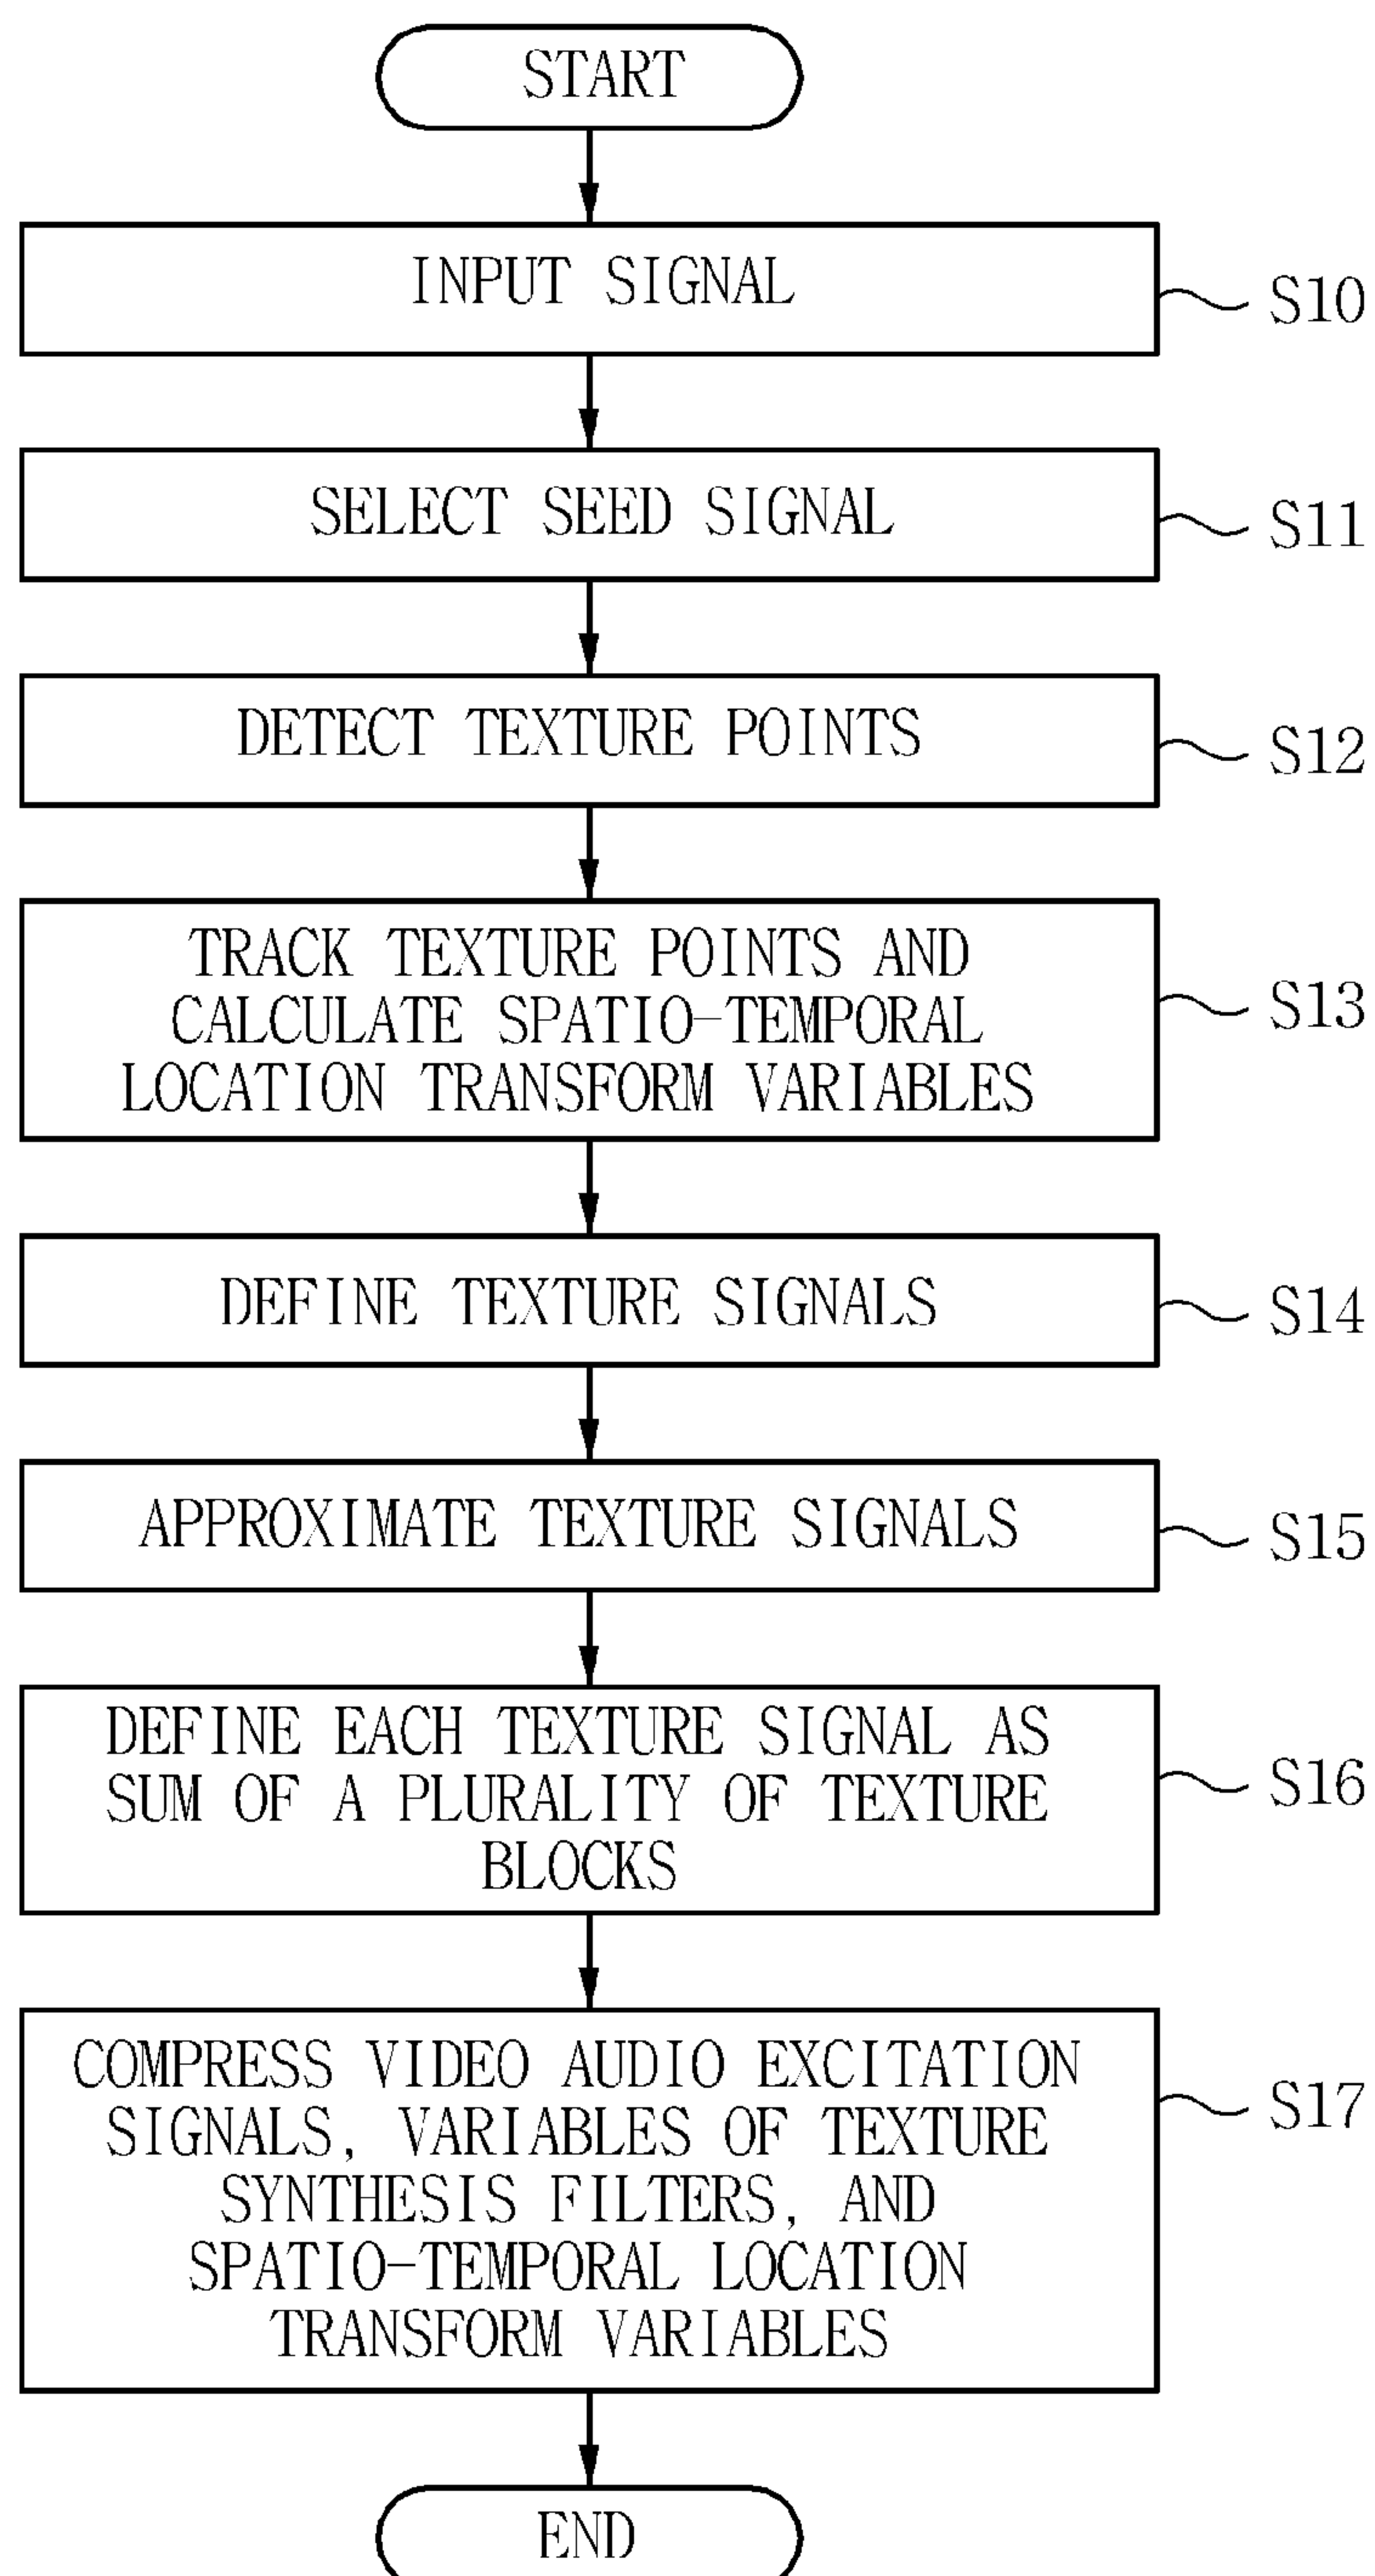 START
INPUT SIGNAL
S10
SELECT SEED SIGNAL
S11
DETECT TEXTURE POINTS
S12
TRACK TEXTURE POINTS AND
CALCULATE SPATIO-TEMPORAL
LOCATION TRANSFORM VARIABLES
S13
DEFINE TEXTURE SIGNALS
S14
APPROXIMATE TEXTURE SIGNALS
S15
DEFINE EACH TEXTURE SIGNAL AS
SUM OF A PLURALITY OF TEXTURE
BLOCKS
S16
COMPRESS VIDEO AUDIO EXCITATION
SIGNALS, VARIABLES OF TEXTURE
SYNTHESIS FILTERS, AND
SPATIO-TEMPORAL LOCATION
TRANSFORM VARIABLES
S17
END